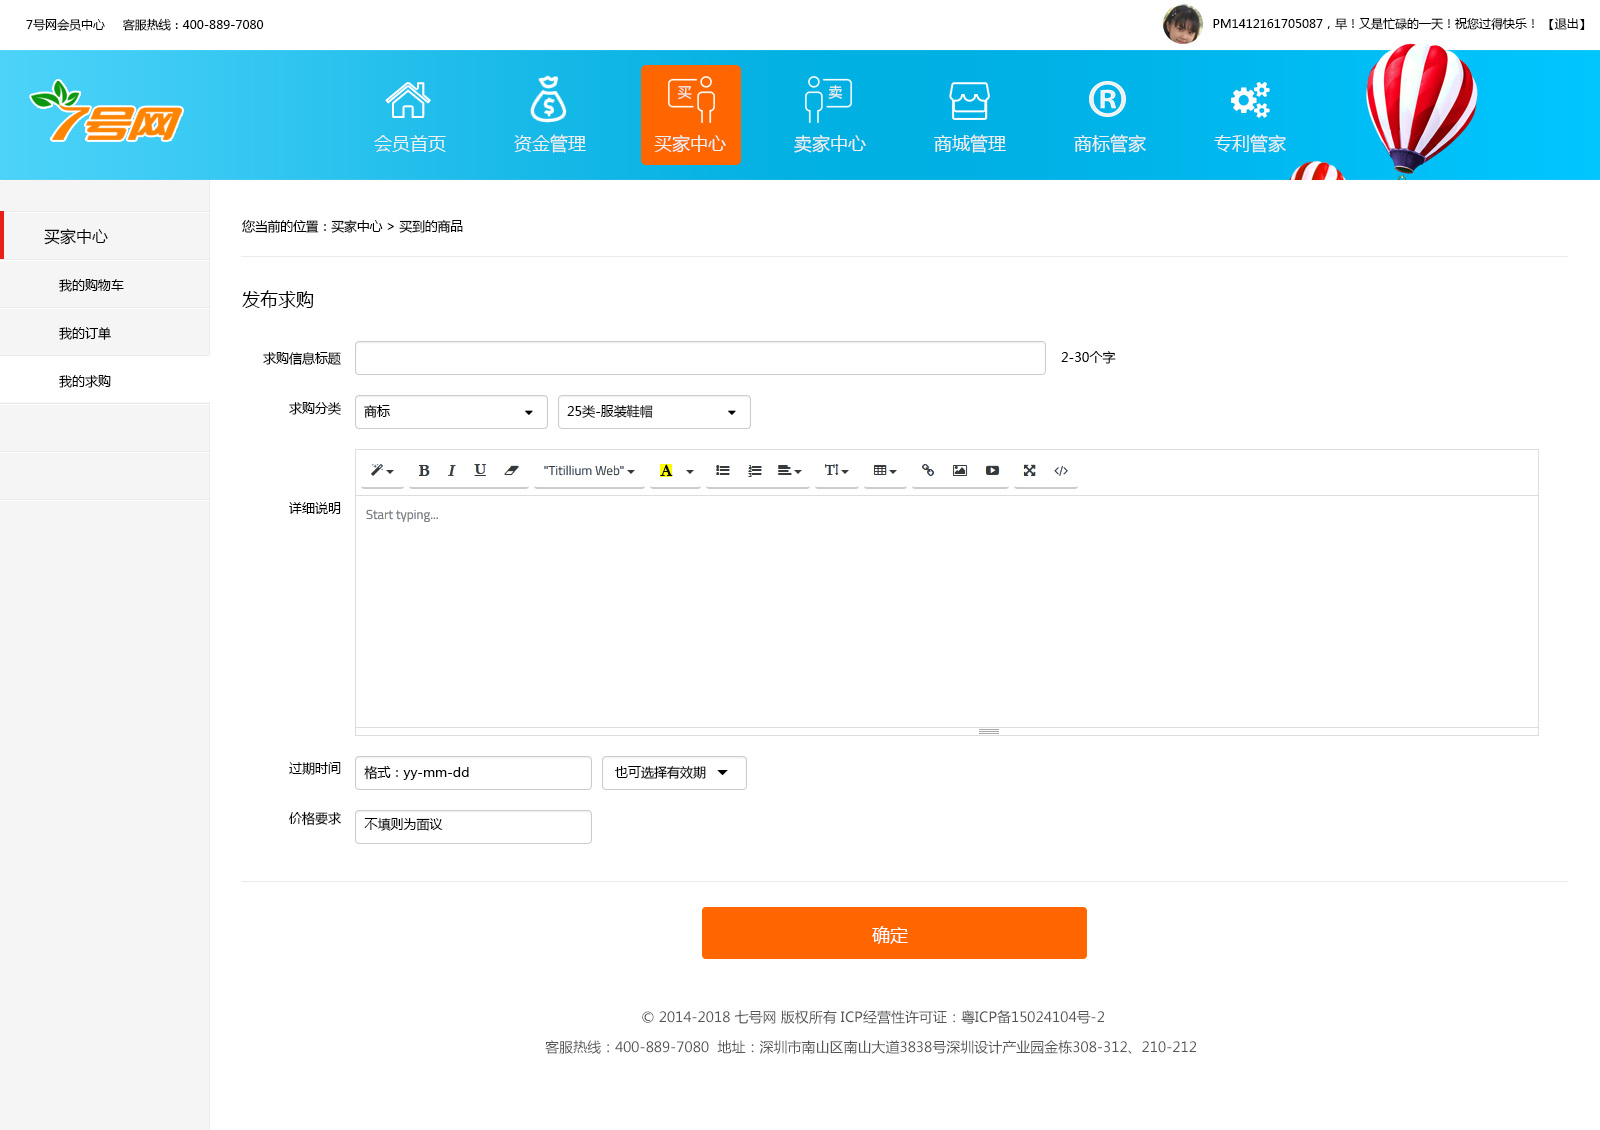 7号网会员中心 客服热线：400-889-7080
PM1412161705087，早！又是忙碌的一天！祝您过得快乐！ 【退出】
7号网
买
卖
R
会员首页 资金管理 买家中心 卖家中心 商城管理 商标管家 专利管家
买家中心
我的购物车
我的订单
我的求购
您当前的位置：买家中心 > 买到的商品
发布求购
求购信息标题 2-30个字
求购分类 商标 25类-服装鞋帽
B I U "Titillium Web" A T!
详细说明
Start typing...
过期时间 格式：yy-mm-dd 也可选择有效期
价格要求 不填则为面议
确定
© 2014-2018 七号网 版权所有 ICP经营性许可证：粤ICP备15024104号-2
客服热线：400-889-7080 地址：深圳市南山区南山大道3838号深圳设计产业园金栋308-312、210-212